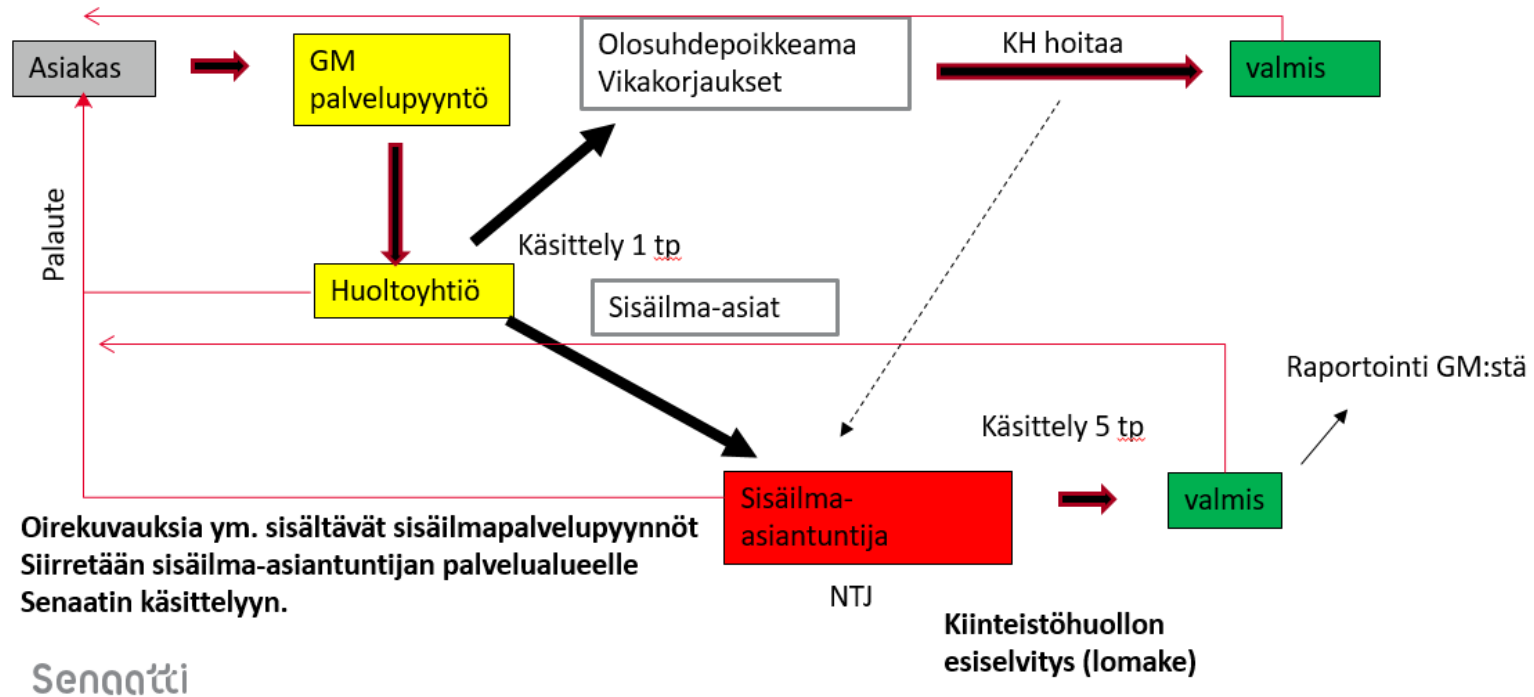 Asiakas
GM
palvelupyyntö
Olosuhdepoikkeama
Vikakorjaukset
KH hoitaa
valmis
Palaute
Käsittely 1 tp
Huoltoyhtiö
Sisäilma-asiat
Raportointi GM:stä
Käsittely 5 tp
Sisäilma-
asiantuntija
valmis
Oirekuvauksia ym. sisältävät sisäilmapalvelupyynnöt
Siirretään sisäilma-asiantuntijan palvelualueelle
Senaatin käsittelyyn.
NTJ
Kiinteistöhuollon
esiselvitys (lomake)
Senaatti